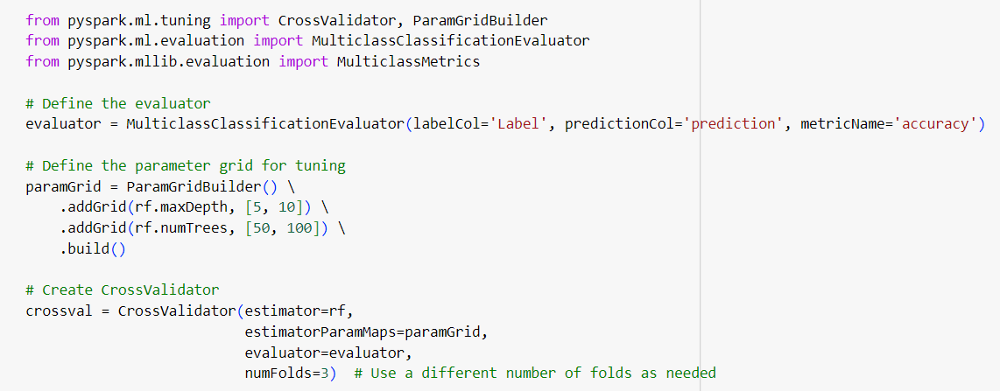 from pyspark.ml.tuning import CrossValidator, ParamGridBuilder
from pyspark.ml.evaluation import MulticlassClassificationEvaluator
from pyspark.mllib.evaluation import MulticlassMetrics

# Define the evaluator
evaluator = MulticlassClassificationEvaluator(labelCol='Label', predictionCol='prediction', metricName='accuracy')

# Define the parameter grid for tuning
paramGrid = ParamGridBuilder() \
    .addGrid(rf.maxDepth, [5, 10]) \
    .addGrid(rf.numTrees, [50, 100]) \
    .build()

# Create CrossValidator
crossval = CrossValidator(estimator=rf,
                          estimatorParamMaps=paramGrid,
                          evaluator=evaluator,
                          numFolds=3)  # Use a different number of folds as needed